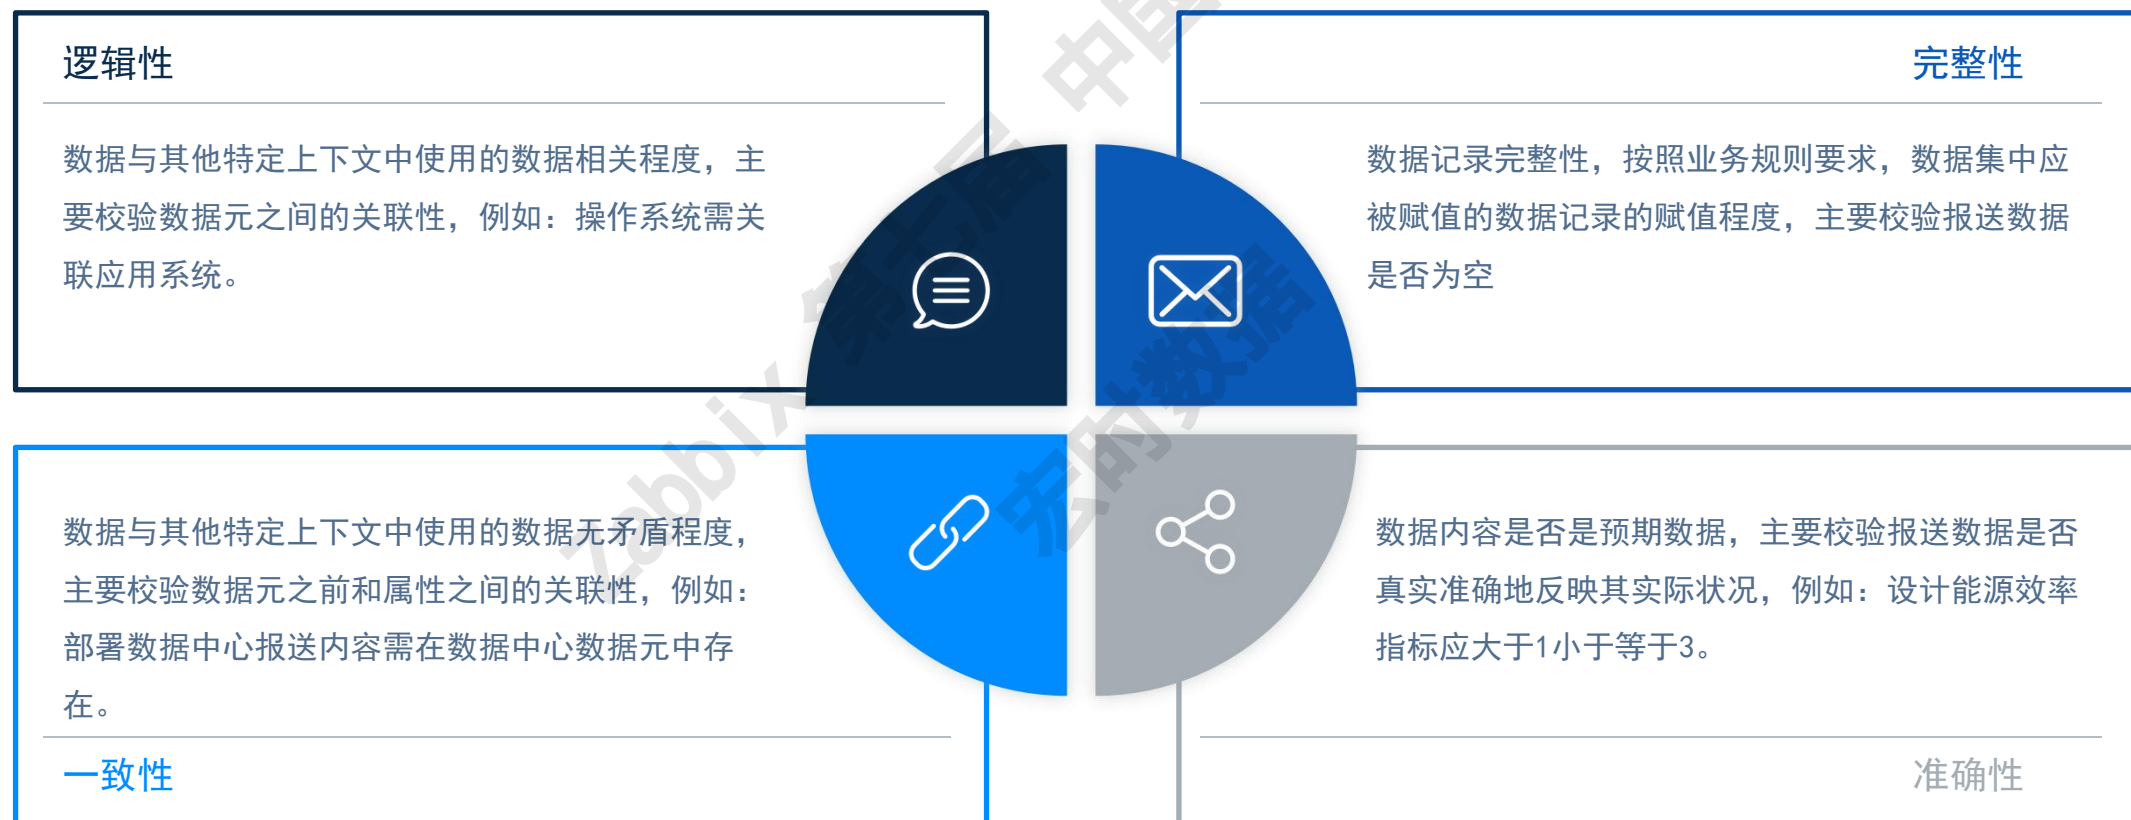 逻辑性
数据与其他特定上下文中使用的数据相关程度，主
要校验数据元之间的关联性，例如：操作系统需关
联应用系统。
完整性
数据记录完整性，按照业务规则要求，数据集中应
被赋值的数据记录的赋值程度，主要校验报送数据
是否为空
数据与其他特定上下文中使用的数据无矛盾程度，
主要校验数据元之前和属性之间的关联性，例如：
部署数据中心报送内容需在数据中心数据元中存
在。
一致性
数据内容是否是预期数据，主要校验报送数据是否
真实准确地反映其实际状况，例如：设计能源效率
指标应大于1小于等于3。
准确性
Zabbix 第七届 中国
宏时数据